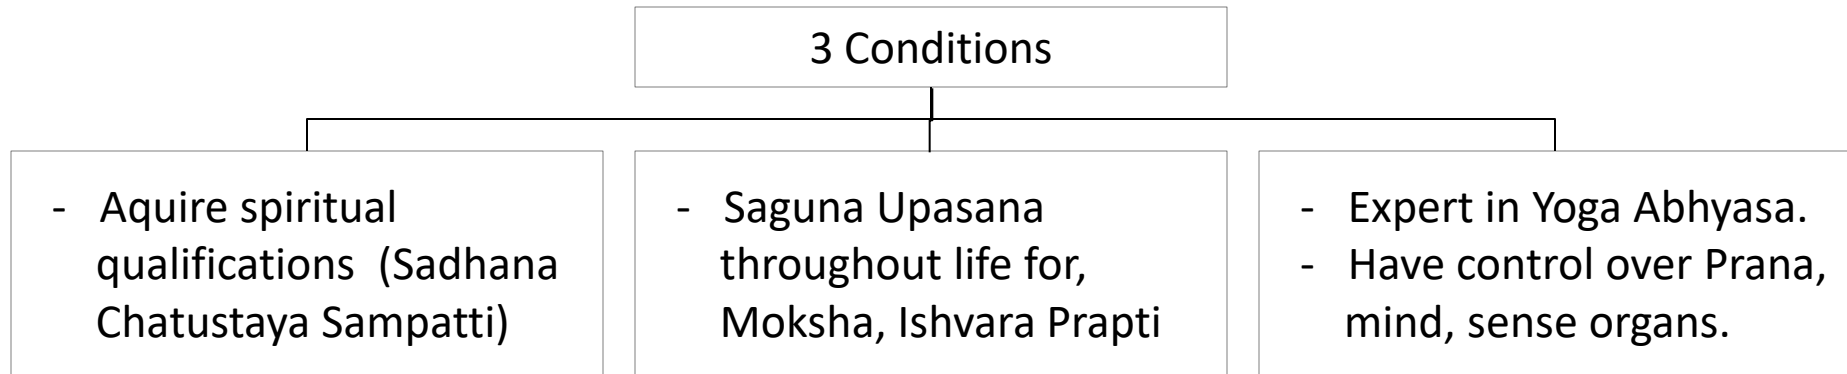 3 Conditions
- Aquire spiritual
qualifications (Sadhana
Chatustaya Sampatti)
- Saguna Upasana
throughout life for,
Moksha, Ishvara Prapti
- Expert in Yoga Abhyasa.
- Have control over Prana,
mind, sense organs.